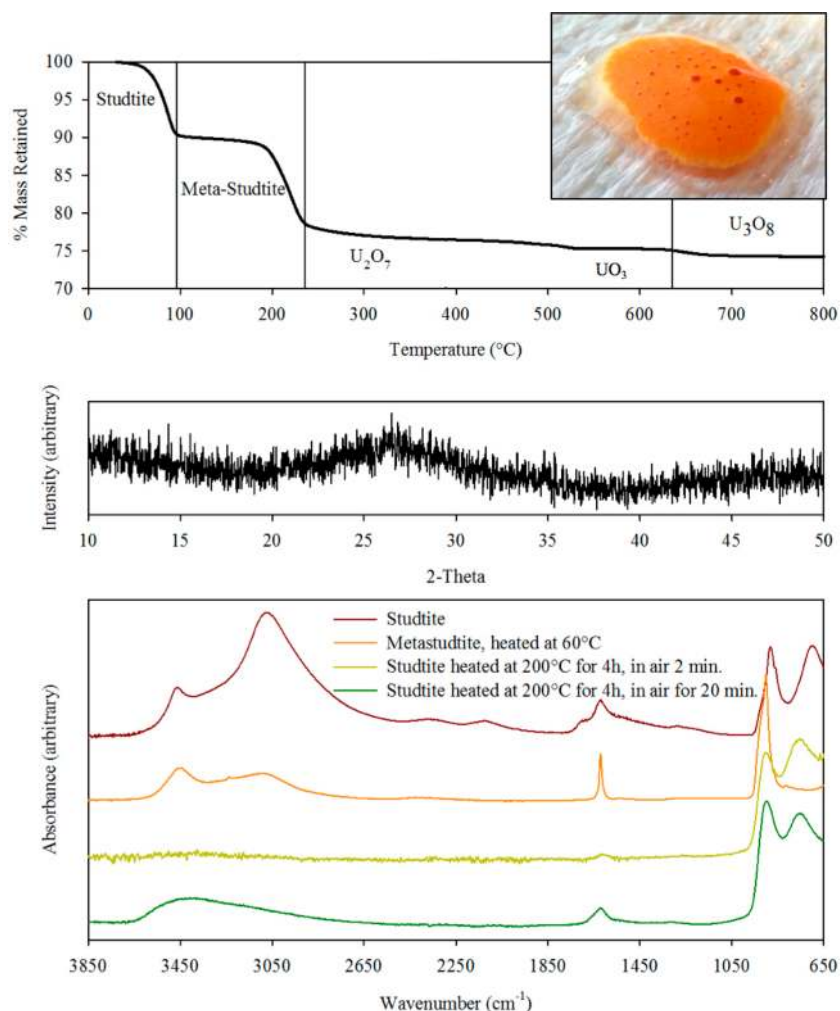 100
95
90
85
80
75
70
% Mass Retained
Studtite
Meta-Studtite
U₂O₇
UO₃
U₃O₈
0 100 200 300 400 500 600 700 800
Temperature (°C)
Intensity (arbitrary)
10 15 20 25 30 35 40 45 50
2-Theta
Studtite
Metastudtite, heated at 60°C
Studtite heated at 200°C for 4h, in air 2 min.
Studtite heated at 200°C for 4h, in air for 20 min.
Absorbance (arbitrary)
3850 3450 3050 2650 2250 1850 1450 1050 650
Wavenumber (cm⁻¹)